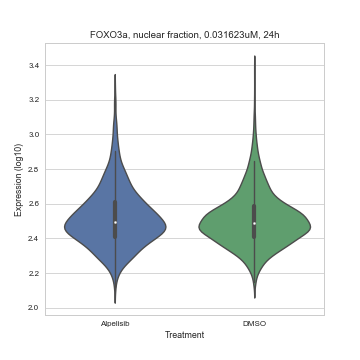 FOXO3a, nuclear fraction, 0.031623uM, 24h
3.4
3.2
3.0
2.8
2.6
2.4
2.2
2.0
Expression (log10)
Alpelisib
DMSO
Treatment